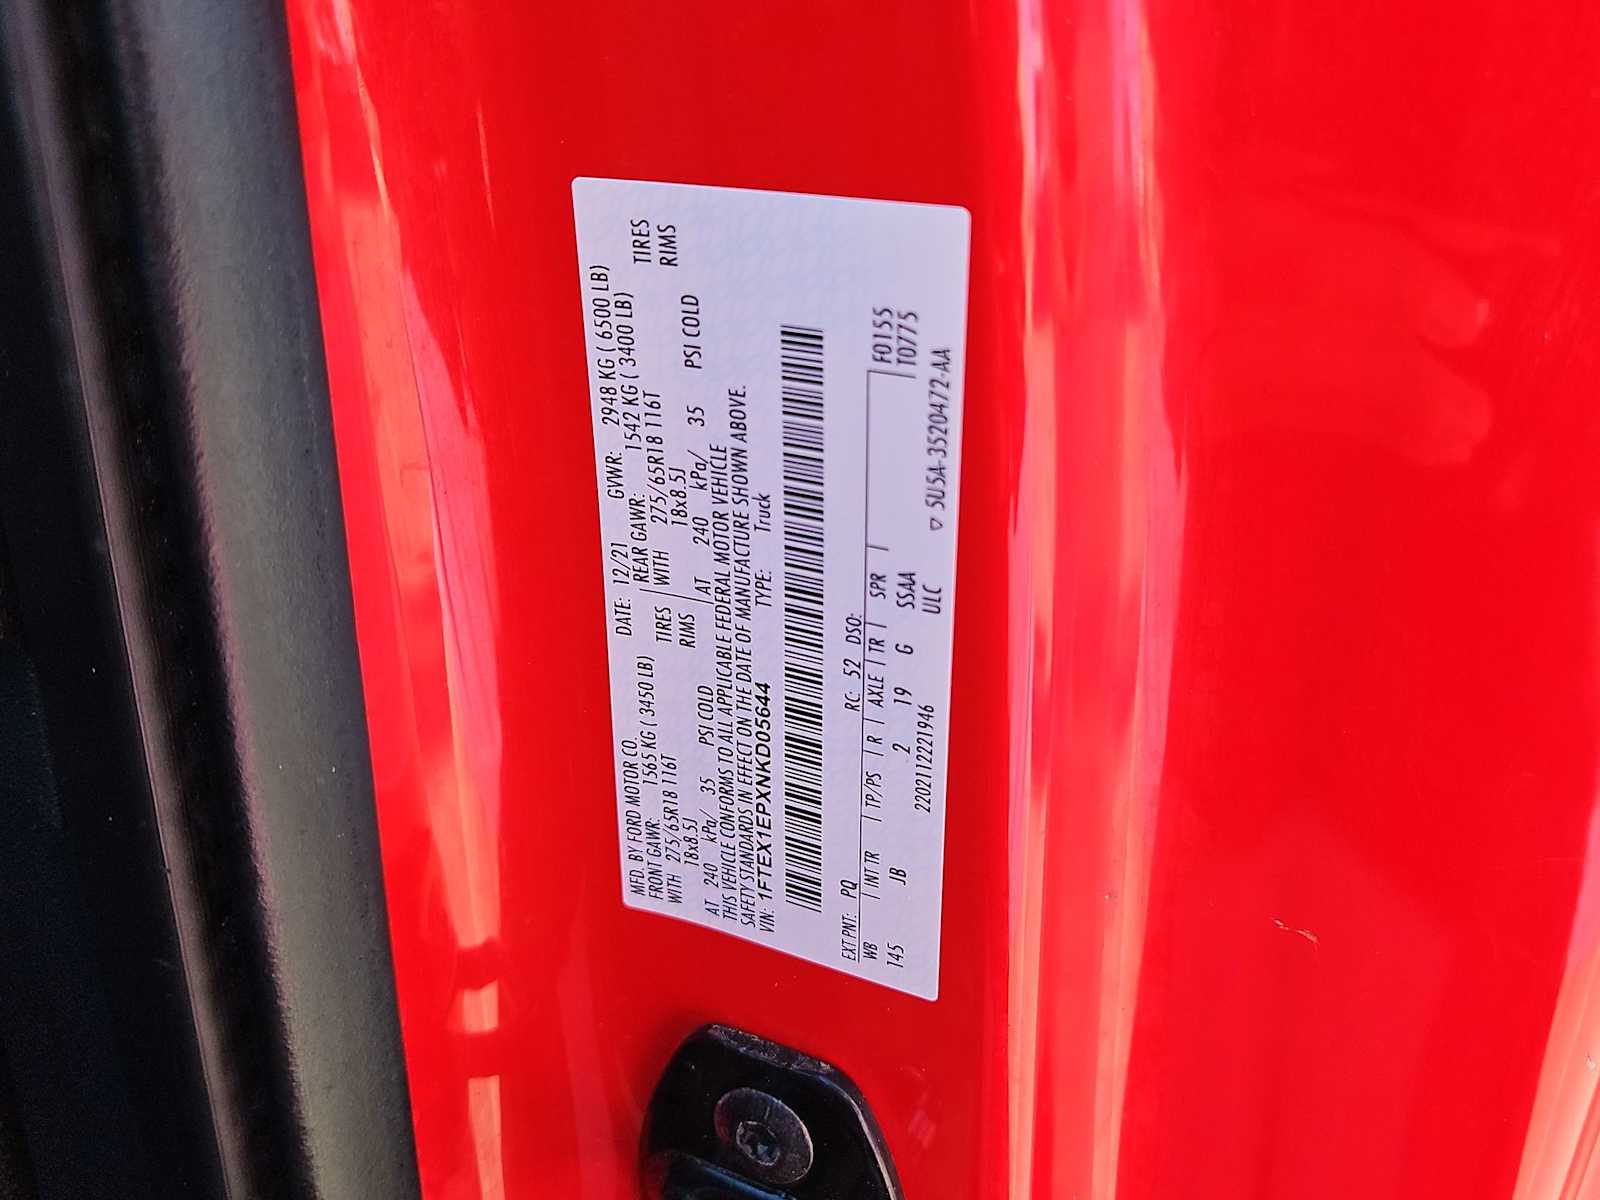 MFD. BY FORD MOTOR CO. DATE: 12/21 GVWR: 2948 KG ( 6500 LB)
FRONT GAWR: 1565 KG ( 3450 LB) REAR GAWR: 1542 KG ( 3400 LB)
WITH 275/65R18 116T TIRES WITH 275/65R18 116T TIRES
18x8.5J RIMS 18x8.5J RIMS
AT 240 kPa/ 35 PSI COLD AT 240 kPa/ 35 PSI COLD
THIS VEHICLE CONFORMS TO ALL APPLICABLE FEDERAL MOTOR VEHICLE
SAFETY STANDARDS IN EFFECT ON THE DATE OF MANUFACTURE SHOWN ABOVE.
VIN: 1FTEX1EPXNKD05644 TYPE: Truck
EXT PNT: PQ RC: 52 DSO: F0155
WB INT TR TP/PS R AXLE TR SPR T0775
145 JB 2 19 G SSAA
2202112221946 ULC
▽ 5U5A-3520472-AA